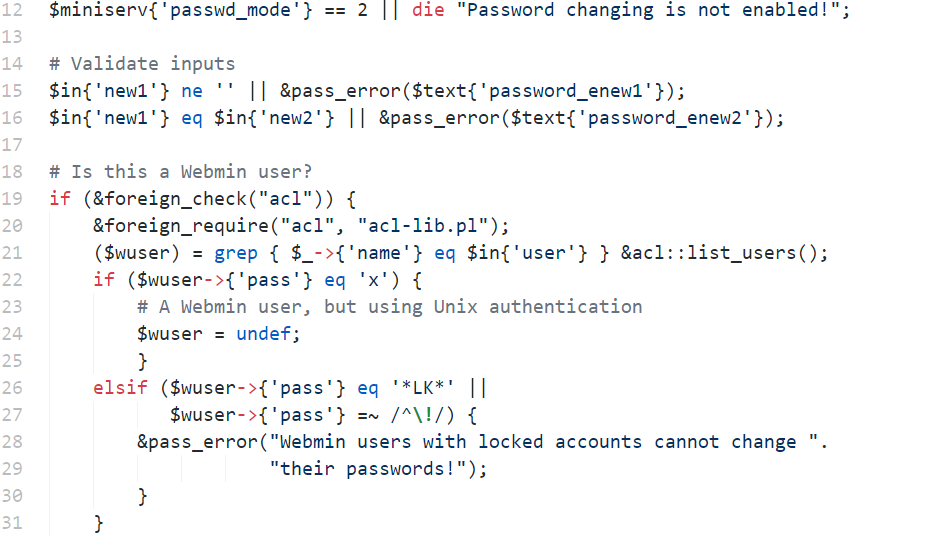 12 $miniserv{'passwd_mode'} == 2 || die "Password changing is not enabled!";
13
14 # Validate inputs
15 $in{'new1'} ne '' || &pass_error($text{'password_enew1'});
16 $in{'new1'} eq $in{'new2'} || &pass_error($text{'password_enew2'});
17
18 # Is this a Webmin user?
19 if (&foreign_check("acl")) {
20     &foreign_require("acl", "acl-lib.pl");
21     ($wuser) = grep { $_->{'name'} eq $in{'user'} } &acl::list_users();
22     if ($wuser->{'pass'} eq 'x') {
23         # A Webmin user, but using Unix authentication
24         $wuser = undef;
25         }
26     elsif ($wuser->{'pass'} eq '*LK*' ||
27            $wuser->{'pass'} =~ /^\!/) {
28         &pass_error("Webmin users with locked accounts cannot change ".
29                     "their passwords!");
30         }
31     }